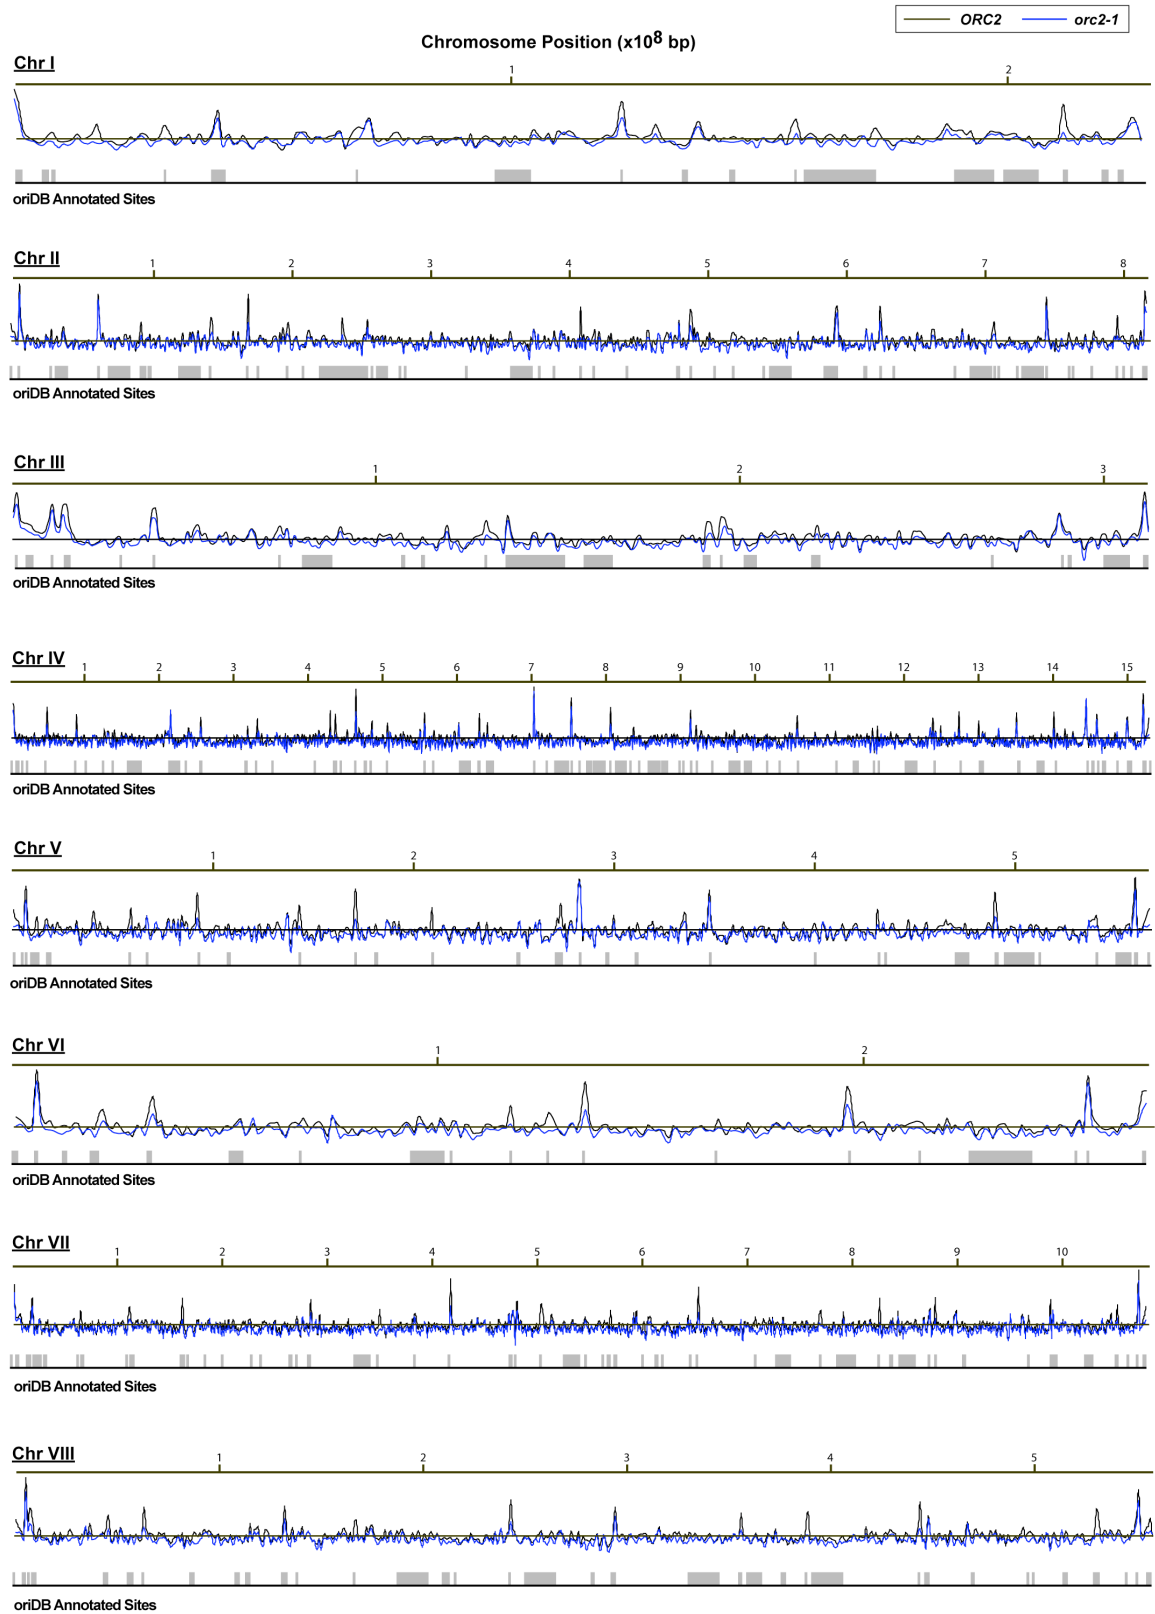 ORC2 orc2-1
Chromosome Position (x10⁸ bp)
Chr I
1 2
oriDB Annotated Sites
Chr II
1 2 3 4 5 6 7 8
oriDB Annotated Sites
Chr III
1 2 3
oriDB Annotated Sites
Chr IV
1 2 3 4 5 6 7 8 9 10 11 12 13 14 15
oriDB Annotated Sites
Chr V
1 2 3 4 5
oriDB Annotated Sites
Chr VI
1 2
oriDB Annotated Sites
Chr VII
1 2 3 4 5 6 7 8 9 10
oriDB Annotated Sites
Chr VIII
1 2 3 4 5
oriDB Annotated Sites